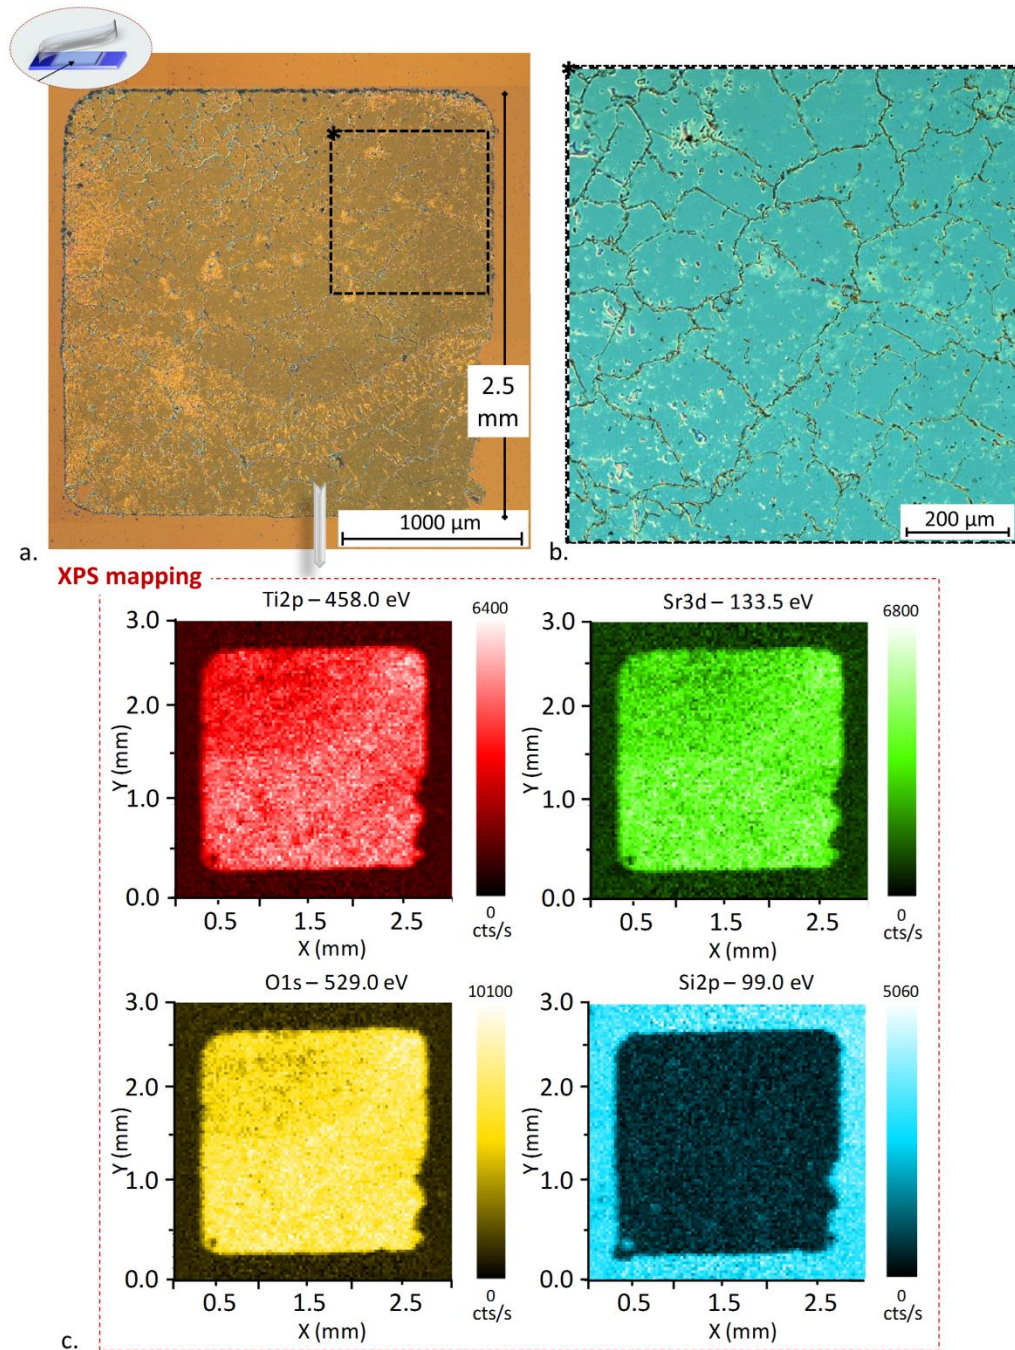 *
*
2.5
mm
1000 µm
200 µm
a.
b.
XPS mapping
Ti2p – 458.0 eV
6400
3.0
2.0
1.0
0.0
Y (mm)
0.5 1.5 2.5
X (mm)
0
cts/s
Sr3d – 133.5 eV
6800
3.0
2.0
1.0
0.0
Y (mm)
0.5 1.5 2.5
X (mm)
0
cts/s
O1s – 529.0 eV
10100
3.0
2.0
1.0
0.0
Y (mm)
0.5 1.5 2.5
X (mm)
0
cts/s
Si2p – 99.0 eV
5060
3.0
2.0
1.0
0.0
Y (mm)
0.5 1.5 2.5
X (mm)
0
cts/s
c.